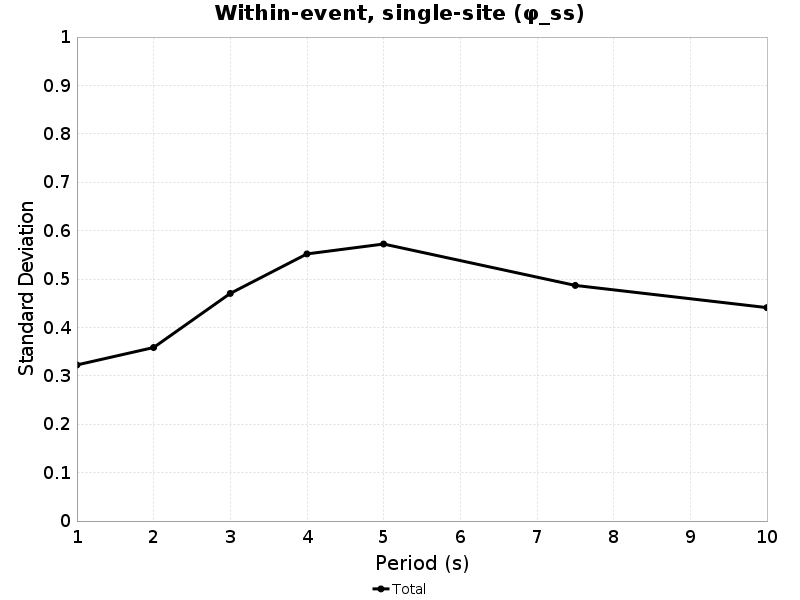 Within-event, single-site (φ_ss)
1
0.9
0.8
0.7
0.6
0.5
0.4
0.3
0.2
0.1
0
Standard Deviation
1 2 3 4 5 6 7 8 9 10
Period (s)
Total